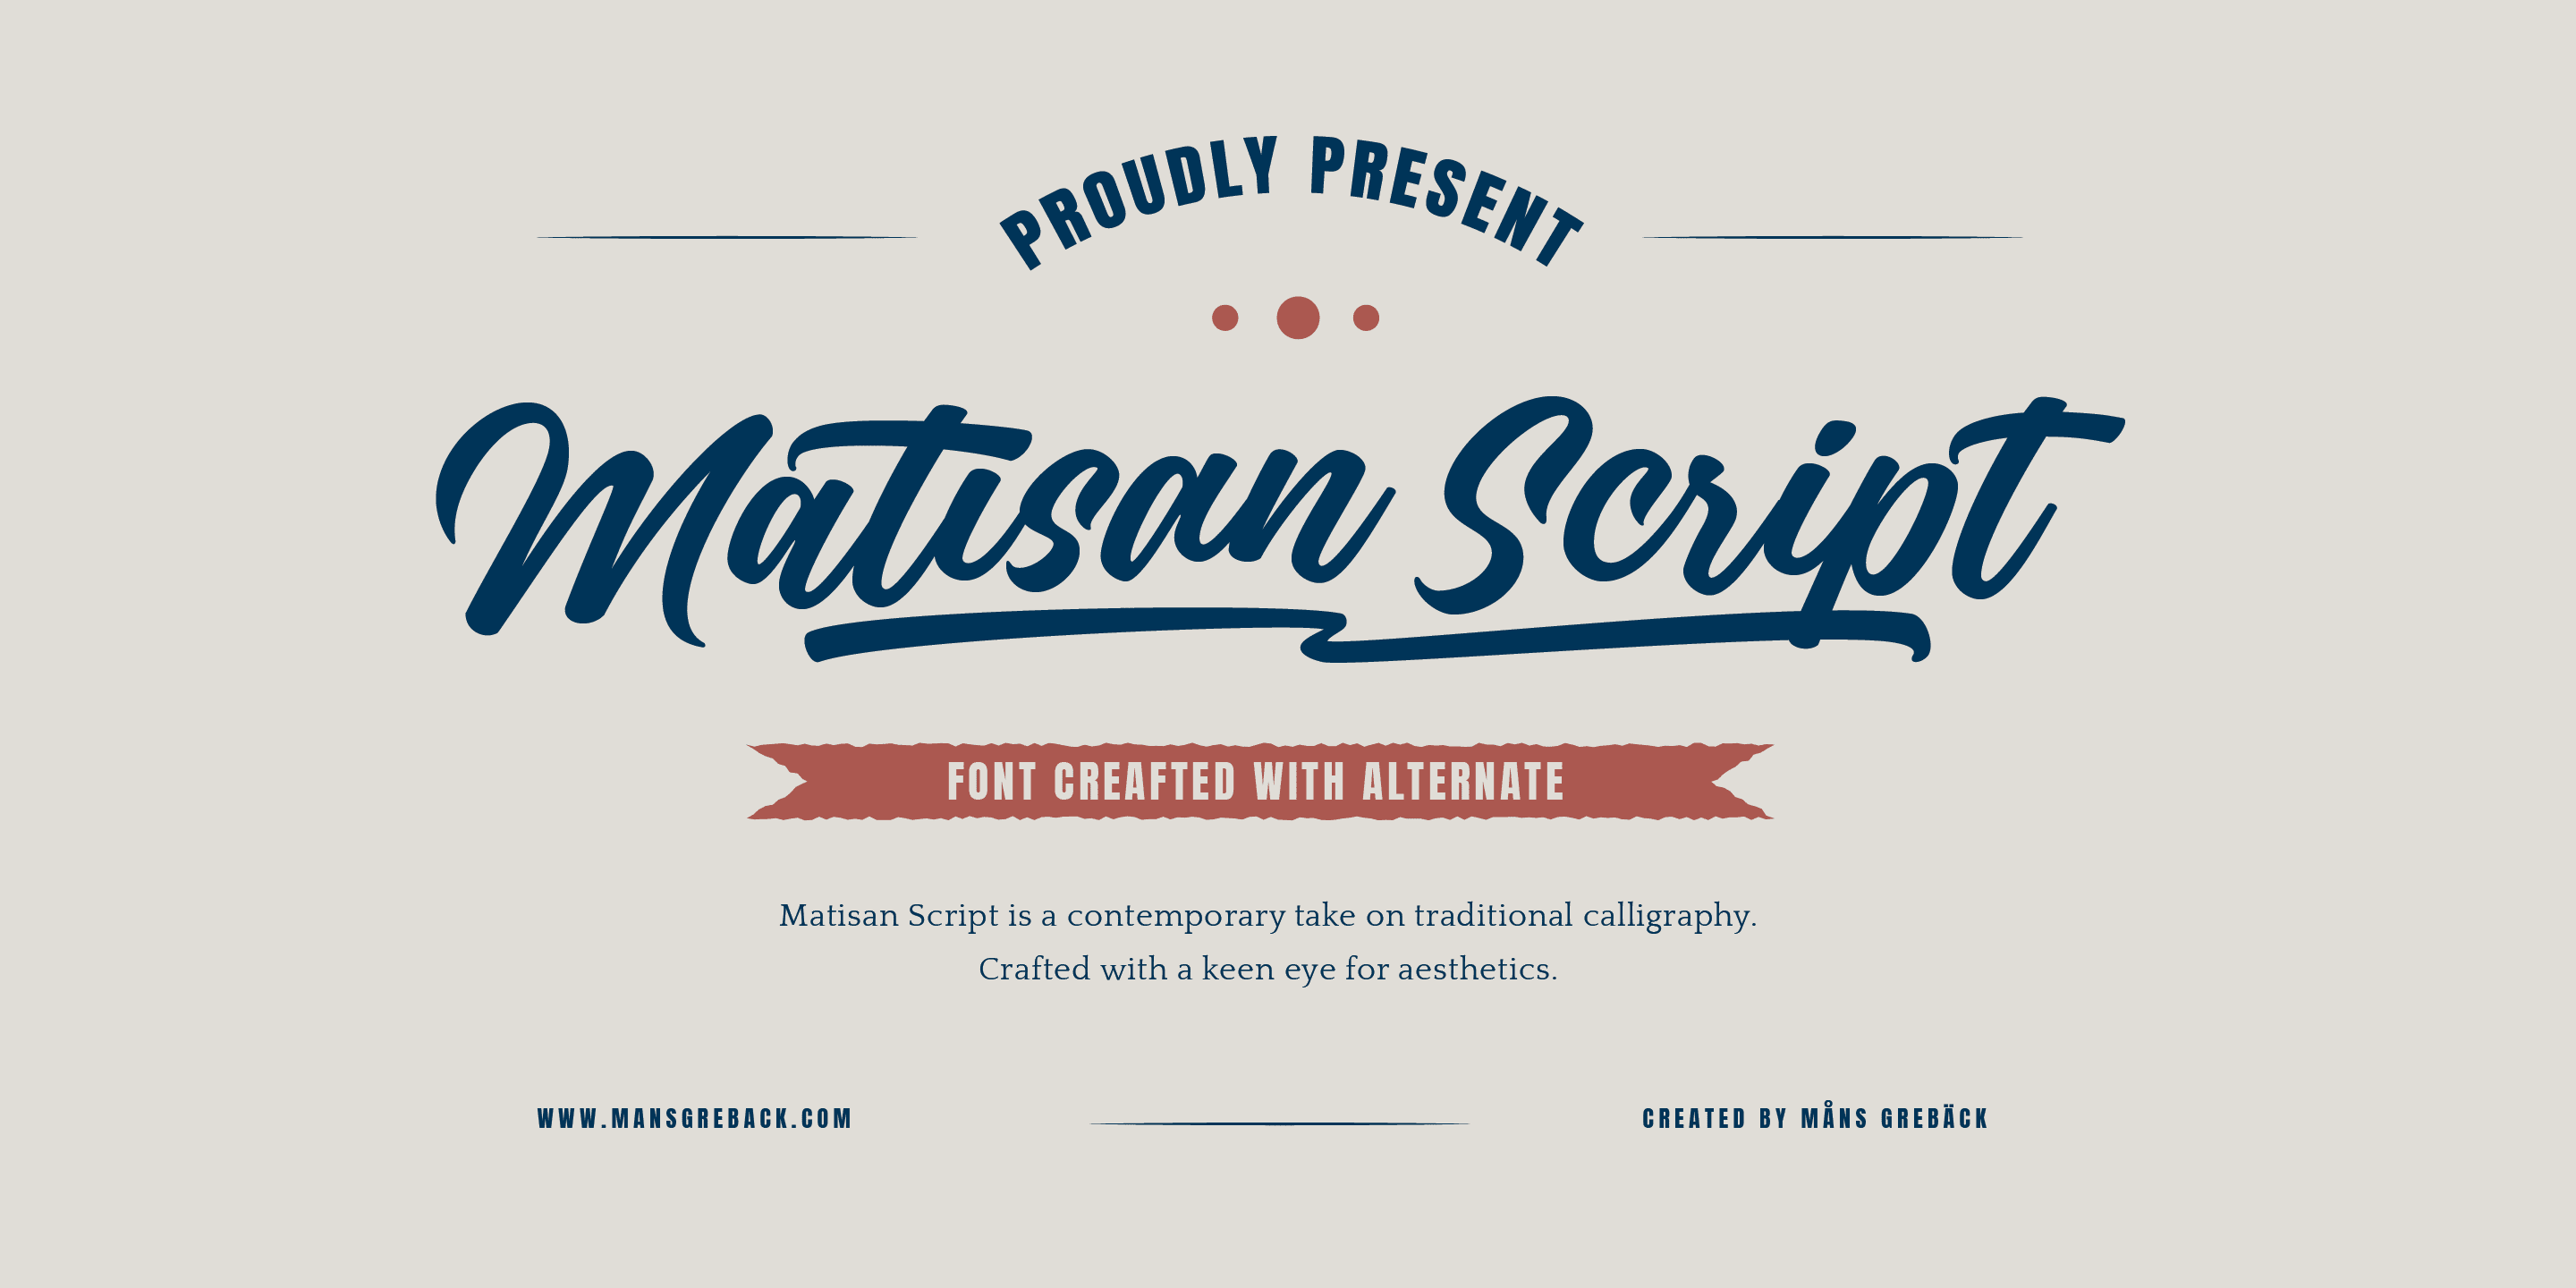 PROUDLY PRESENT
Matisan Script
FONT CREAFTED WITH ALTERNATE
Matisan Script is a contemporary take on traditional calligraphy.
Crafted with a keen eye for aesthetics.
WWW.MANSGREBACK.COM
CREATED BY MÅNS GREBÄCK